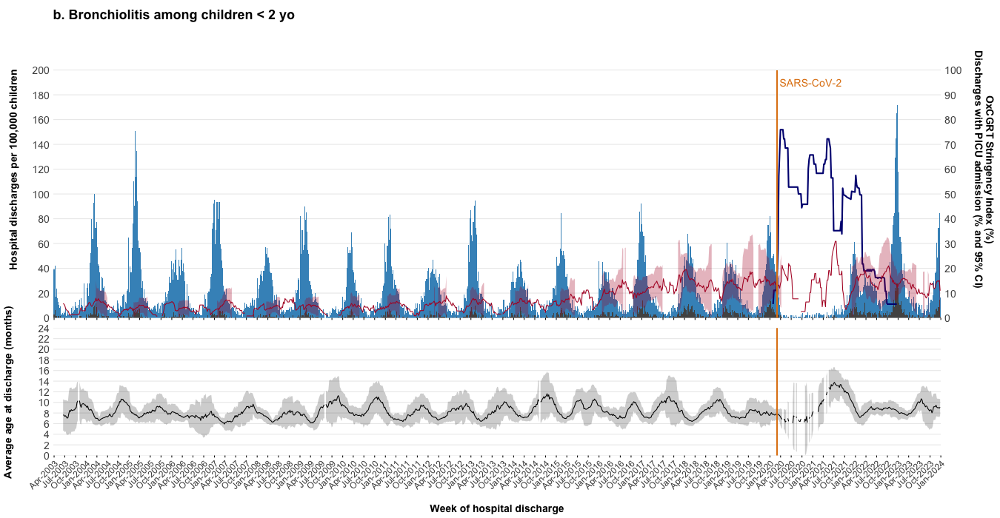 b. Bronchiolitis among children < 2 yo
Hospital discharges per 100,000 children
200
180
160
140
120
100
80
60
40
20
0
SARS-CoV-2
100
90
80
70
60
50
40
30
20
10
0
OxCGRT Stringency Index (%)
Discharges with PICU admission (% and 95% CI)
Average age at discharge (months)
24
22
20
18
16
14
12
10
8
6
4
2
0
Apr-2003
Jul-2003
Oct-2003
Jan-2004
Apr-2004
Jul-2004
Oct-2004
Jan-2005
Apr-2005
Jul-2005
Oct-2005
Jan-2006
Apr-2006
Jul-2006
Oct-2006
Jan-2007
Apr-2007
Jul-2007
Oct-2007
Jan-2008
Apr-2008
Jul-2008
Oct-2008
Jan-2009
Apr-2009
Jul-2009
Oct-2009
Jan-2010
Apr-2010
Jul-2010
Oct-2010
Jan-2011
Apr-2011
Jul-2011
Oct-2011
Jan-2012
Apr-2012
Jul-2012
Oct-2012
Jan-2013
Apr-2013
Jul-2013
Oct-2013
Jan-2014
Apr-2014
Jul-2014
Oct-2014
Jan-2015
Apr-2015
Jul-2015
Oct-2015
Jan-2016
Apr-2016
Jul-2016
Oct-2016
Jan-2017
Apr-2017
Jul-2017
Oct-2017
Jan-2018
Apr-2018
Jul-2018
Oct-2018
Jan-2019
Apr-2019
Jul-2019
Oct-2019
Jan-2020
Apr-2020
Jul-2020
Oct-2020
Jan-2021
Apr-2021
Jul-2021
Oct-2021
Jan-2022
Apr-2022
Jul-2022
Oct-2022
Jan-2023
Apr-2023
Jul-2023
Oct-2023
Jan-2024
Week of hospital discharge